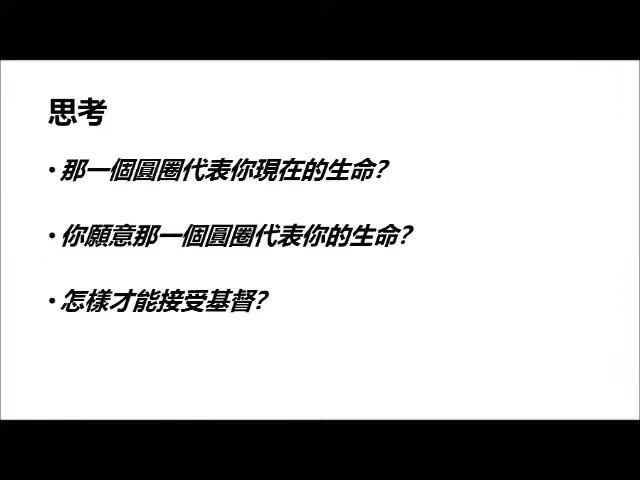 思考
• 那一個圓圈代表你現在的生命?
• 你願意那一個圓圈代表你的生命?
• 怎樣才能接受基督?